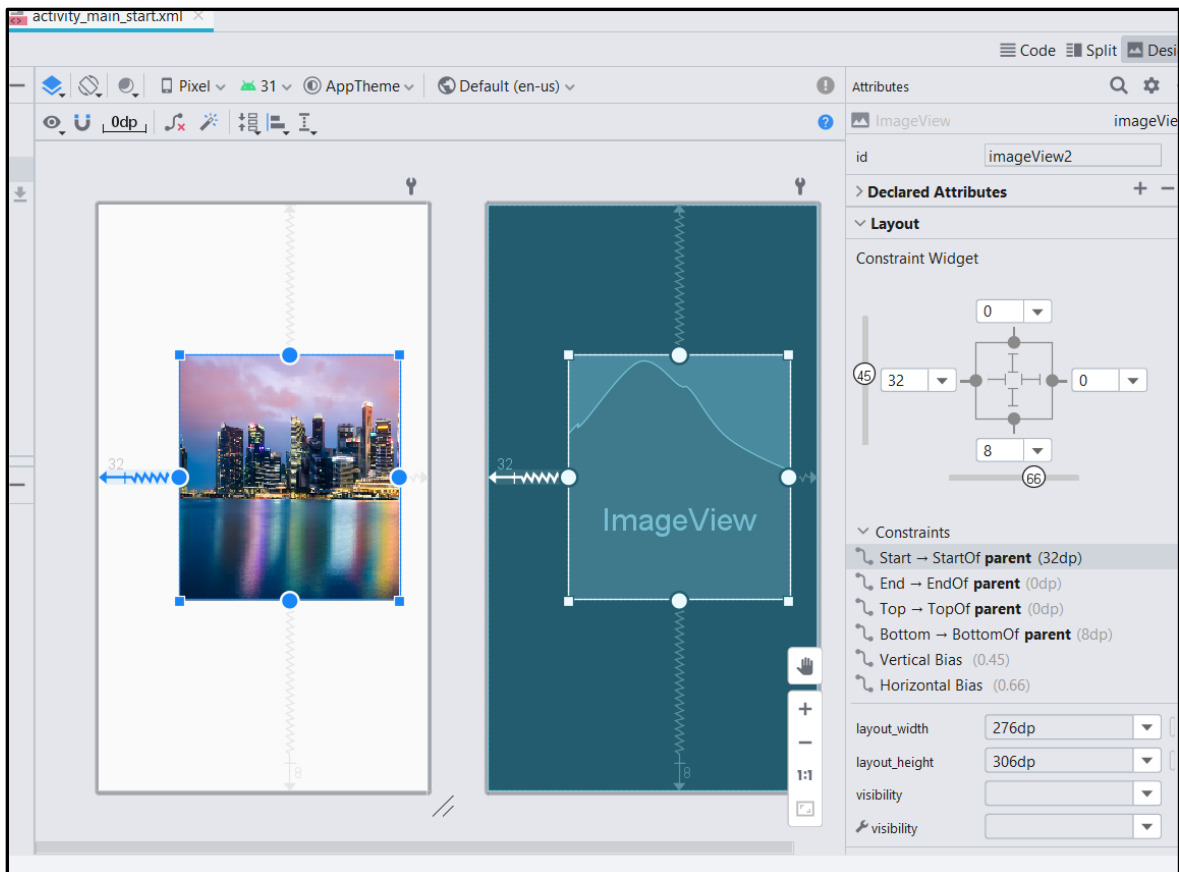 activity_main_start.xml
Code Split
Pixel 31 AppTheme Default (en-us)
Attributes
0dp
ImageView
id imageView2
Declared Attributes
Layout
Constraint Widget
0
45 32 0
8
66
32
32
ImageView
Constraints
Start → StartOf parent (32dp)
End → EndOf parent (0dp)
Top → TopOf parent (0dp)
Bottom → BottomOf parent (8dp)
Vertical Bias (0.45)
Horizontal Bias (0.66)
layout_width 276dp
layout_height 306dp
visibility
visibility
8
8
1:1